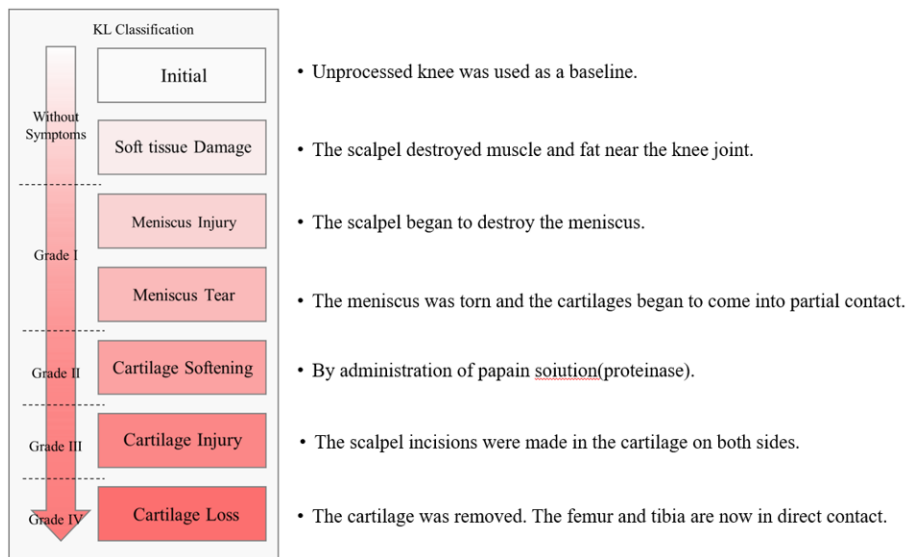 KL Classification
Initial
• Unprocessed knee was used as a baseline.
Without
Symptoms
Soft tissue Damage
• The scalpel destroyed muscle and fat near the knee joint.
Meniscus Injury
• The scalpel began to destroy the meniscus.
Grade I
Meniscus Tear
• The meniscus was torn and the cartilages began to come into partial contact.
Grade II
Cartilage Softening
• By administration of papain soiution(proteinase).
Grade III
Cartilage Injury
• The scalpel incisions were made in the cartilage on both sides.
Grade IV
Cartilage Loss
• The cartilage was removed. The femur and tibia are now in direct contact.